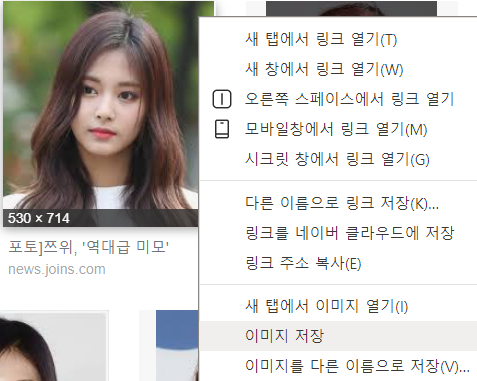 새 탭에서 링크 열기(T)
새 창에서 링크 열기(W)
오른쪽 스페이스에서 링크 열기
모바일창에서 링크 열기(M)
시크릿 창에서 링크 열기(G)
530 × 714
다른 이름으로 링크 저장(K)...
포토]쯔위, '역대급 미모'
링크를 네이버 클라우드에 저장
news.joins.com
링크 주소 복사(E)
새 탭에서 이미지 열기(I)
이미지 저장
이미지를 다른 이름으로 저장(V)...